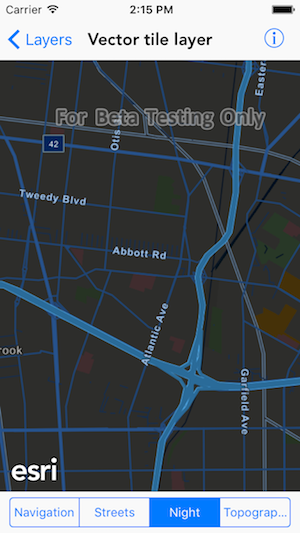 Carrier 2:15 PM
Layers Vector tile layer
Easter
For Beta Testing Only
Otis
42
Tweedy Blvd
Abbott Rd
Atlantic Ave
rook
Garfield Ave
esri
Navigation Streets Night Topograp...